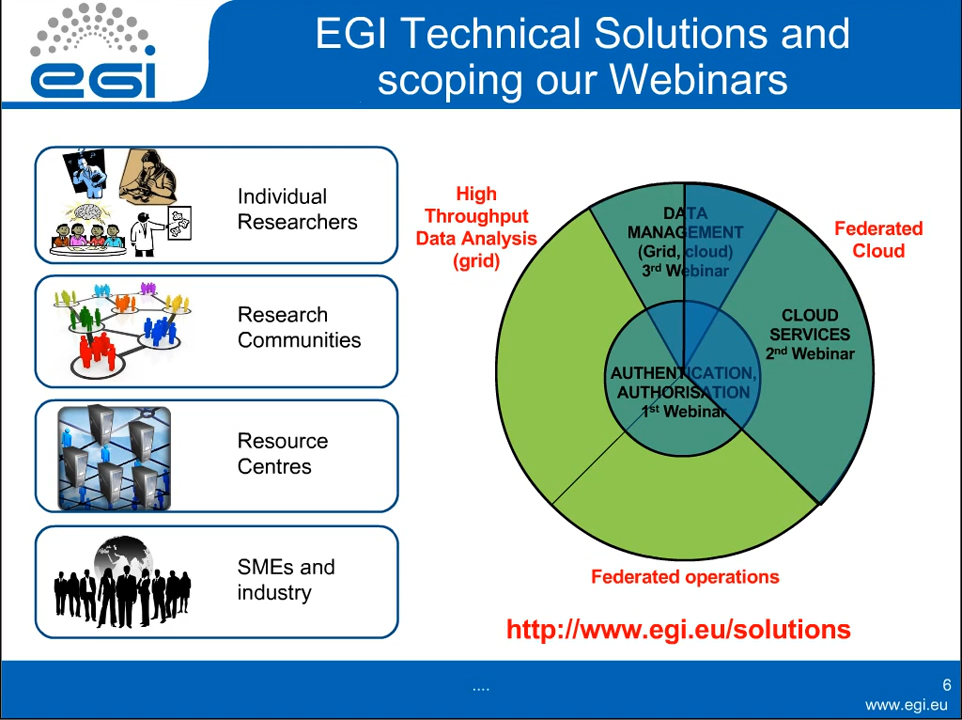 EGI Technical Solutions and
scoping our Webinars
egi
Individual
Researchers
Research
Communities
Resource
Centres
SMEs and
industry
High
Throughput
Data Analysis
(grid)
DATA
MANAGEMENT
(Grid, cloud)
3rd Webinar
Federated
Cloud
CLOUD
SERVICES
2nd Webinar
AUTHENTICATION,
AUTHORISATION
1st Webinar
Federated operations
http://www.egi.eu/solutions
....
6
www.egi.eu